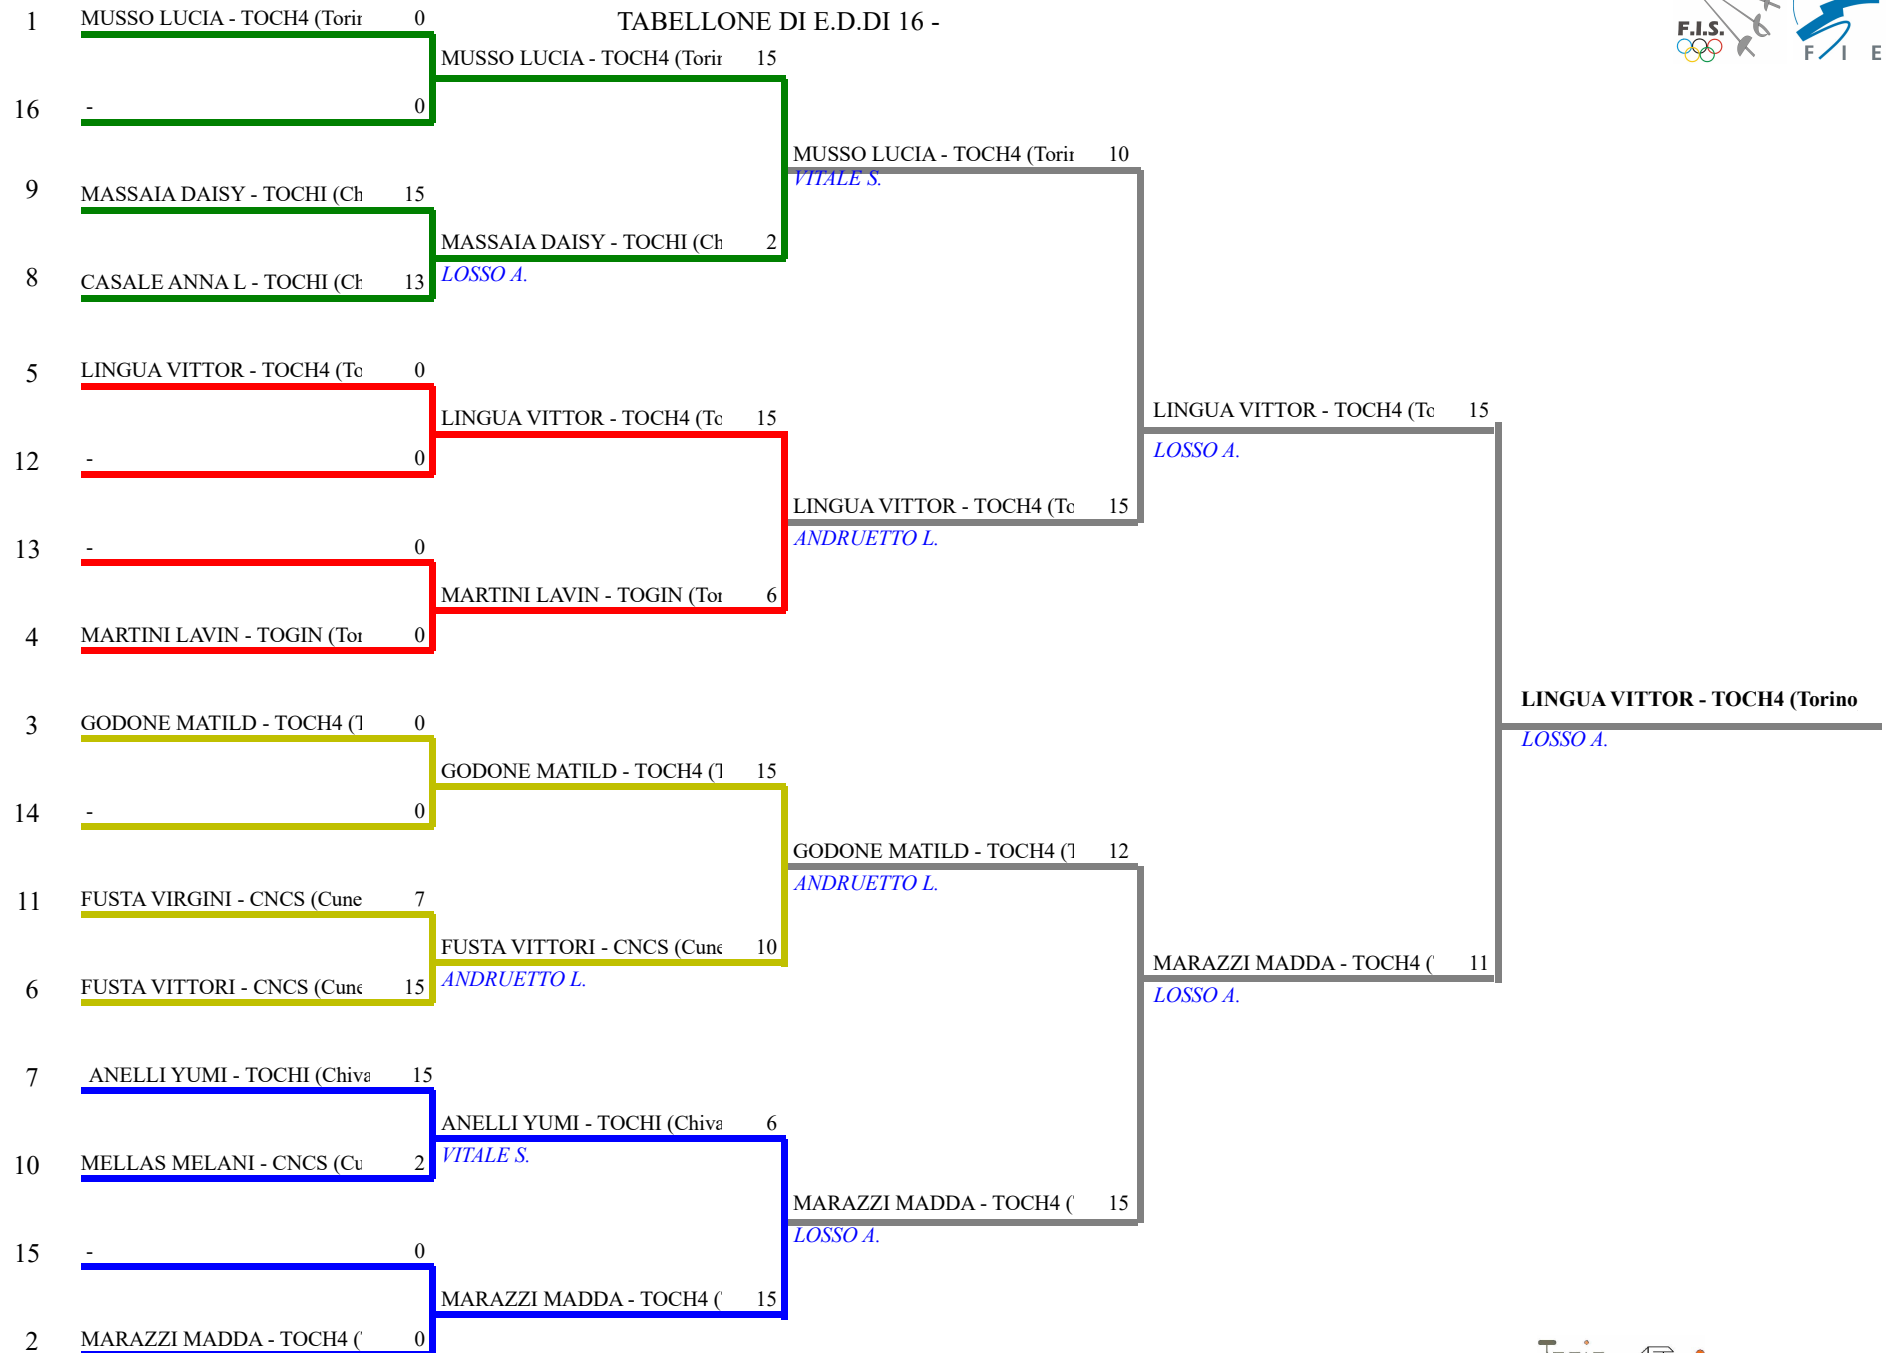 TABELLONE DI E.D.DI 16 -
F.I.S.
F I E
1 MUSSO LUCIA - TOCH4 (Torir 0
MUSSO LUCIA - TOCH4 (Torir 15
16 - 0
MUSSO LUCIA - TOCH4 (Torir 10
VITALE S.
9 MASSAIA DAISY - TOCHI (Ch 15
MASSAIA DAISY - TOCHI (Ch 2
LOSSO A.
8 CASALE ANNA L - TOCHI (Ch 13
5 LINGUA VITTOR - TOCH4 (To 0
LINGUA VITTOR - TOCH4 (To 15
LINGUA VITTOR - TOCH4 (To 15
LOSSO A.
12 - 0
LINGUA VITTOR - TOCH4 (To 15
ANDRUETTO L.
13 - 0
MARTINI LAVIN - TOGIN (Tor 6
4 MARTINI LAVIN - TOGIN (Tor 0
LINGUA VITTOR - TOCH4 (Torino
LOSSO A.
3 GODONE MATILD - TOCH4 (T 0
GODONE MATILD - TOCH4 (T 15
14 - 0
GODONE MATILD - TOCH4 (T 12
ANDRUETTO L.
11 FUSTA VIRGINI - CNCS (Cune 7
FUSTA VITTORI - CNCS (Cune 10
ANDRUETTO L.
MARAZZI MADDA - TOCH4 (' 11
LOSSO A.
6 FUSTA VITTORI - CNCS (Cune 15
7 ANELLI YUMI - TOCHI (Chiva 15
ANELLI YUMI - TOCHI (Chiva 6
VITALE S.
10 MELLAS MELANI - CNCS (Cu 2
MARAZZI MADDA - TOCH4 (' 15
LOSSO A.
15 - 0
MARAZZI MADDA - TOCH4 (' 15
2 MARAZZI MADDA - TOCH4 (' 0